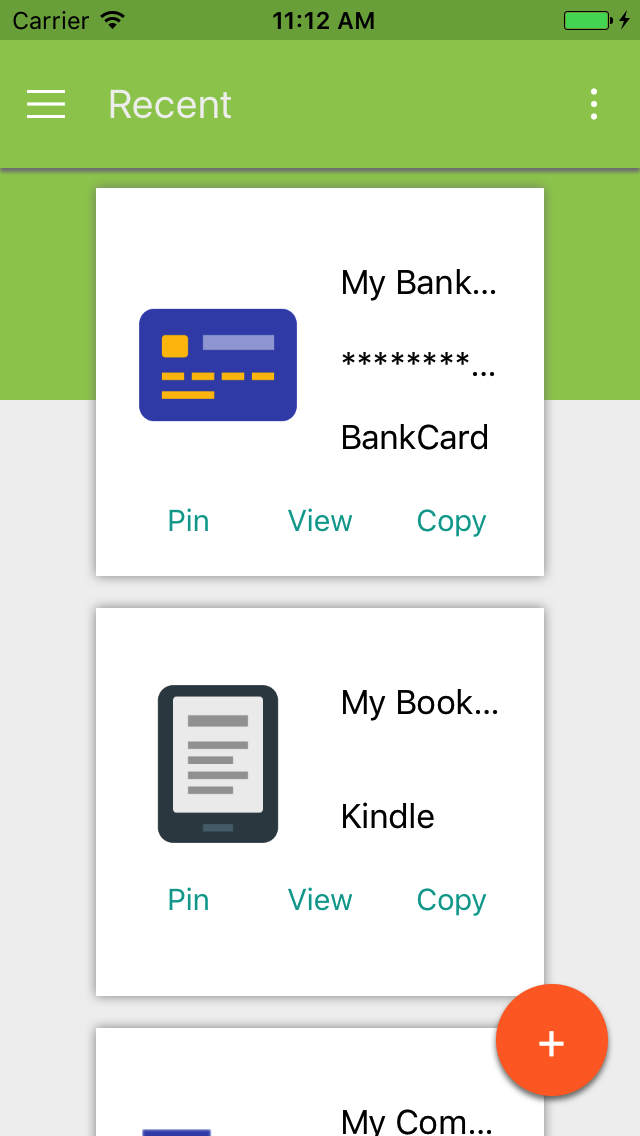 Carrier 11:12 AM
Recent
My Bank...
********...
BankCard
Pin View Copy
My Book...
Kindle
Pin View Copy
+
My Com...